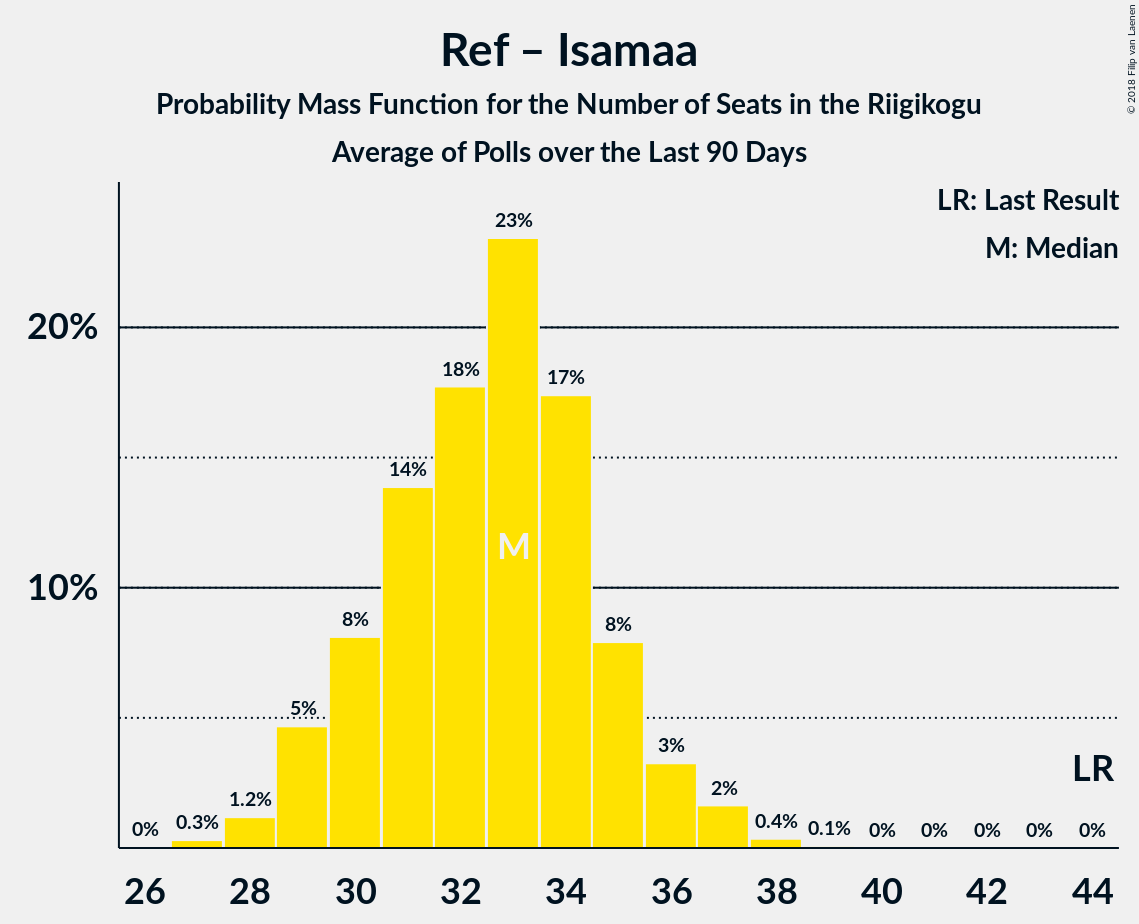 Ref – Isamaa
Probability Mass Function for the Number of Seats in the Riigikogu
Average of Polls over the Last 90 Days
© 2018 Filip van Laenen
LR: Last Result
M: Median
20%
10%
0%
0.3%
1.2%
5%
8%
14%
18%
23%
17%
8%
3%
2%
0.4%
0.1%
0%
0%
0%
0%
0%
M
LR
26 28 30 32 34 36 38 40 42 44